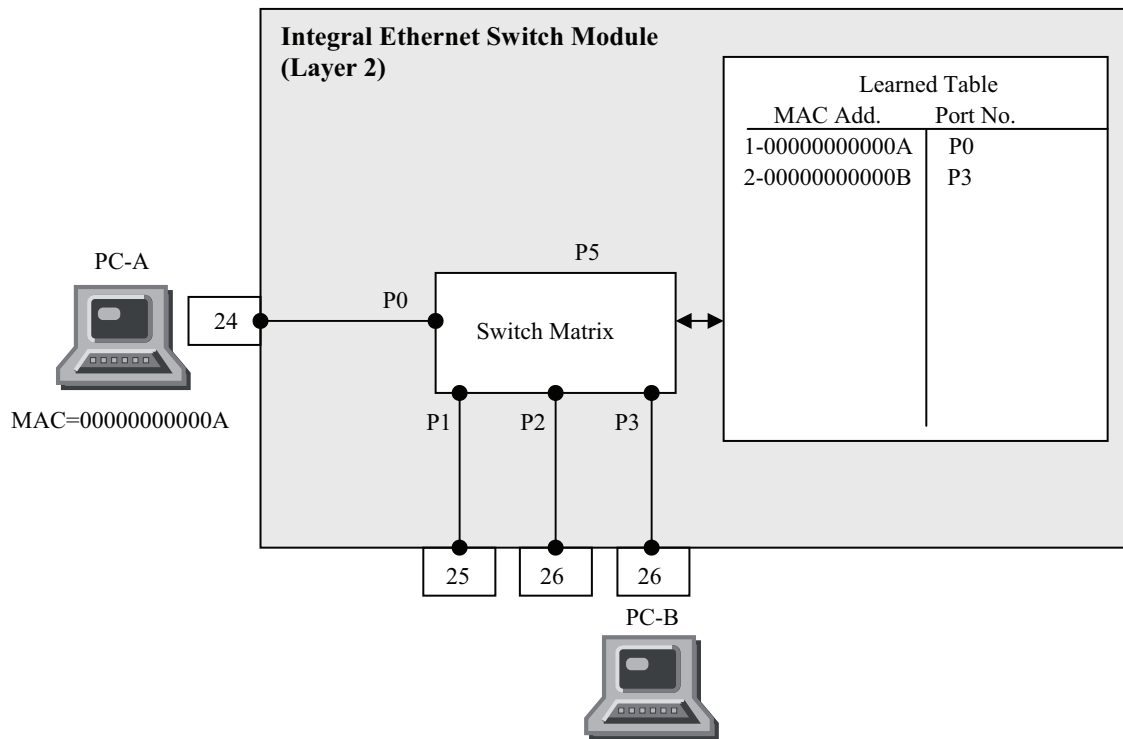 Integral Ethernet Switch Module
(Layer 2)
Learned Table
MAC Add. Port No.
1-00000000000A P0
2-00000000000B P3
P5
PC-A
24
P0
Switch Matrix
MAC=00000000000A
P1 P2 P3
25 26 26
PC-B